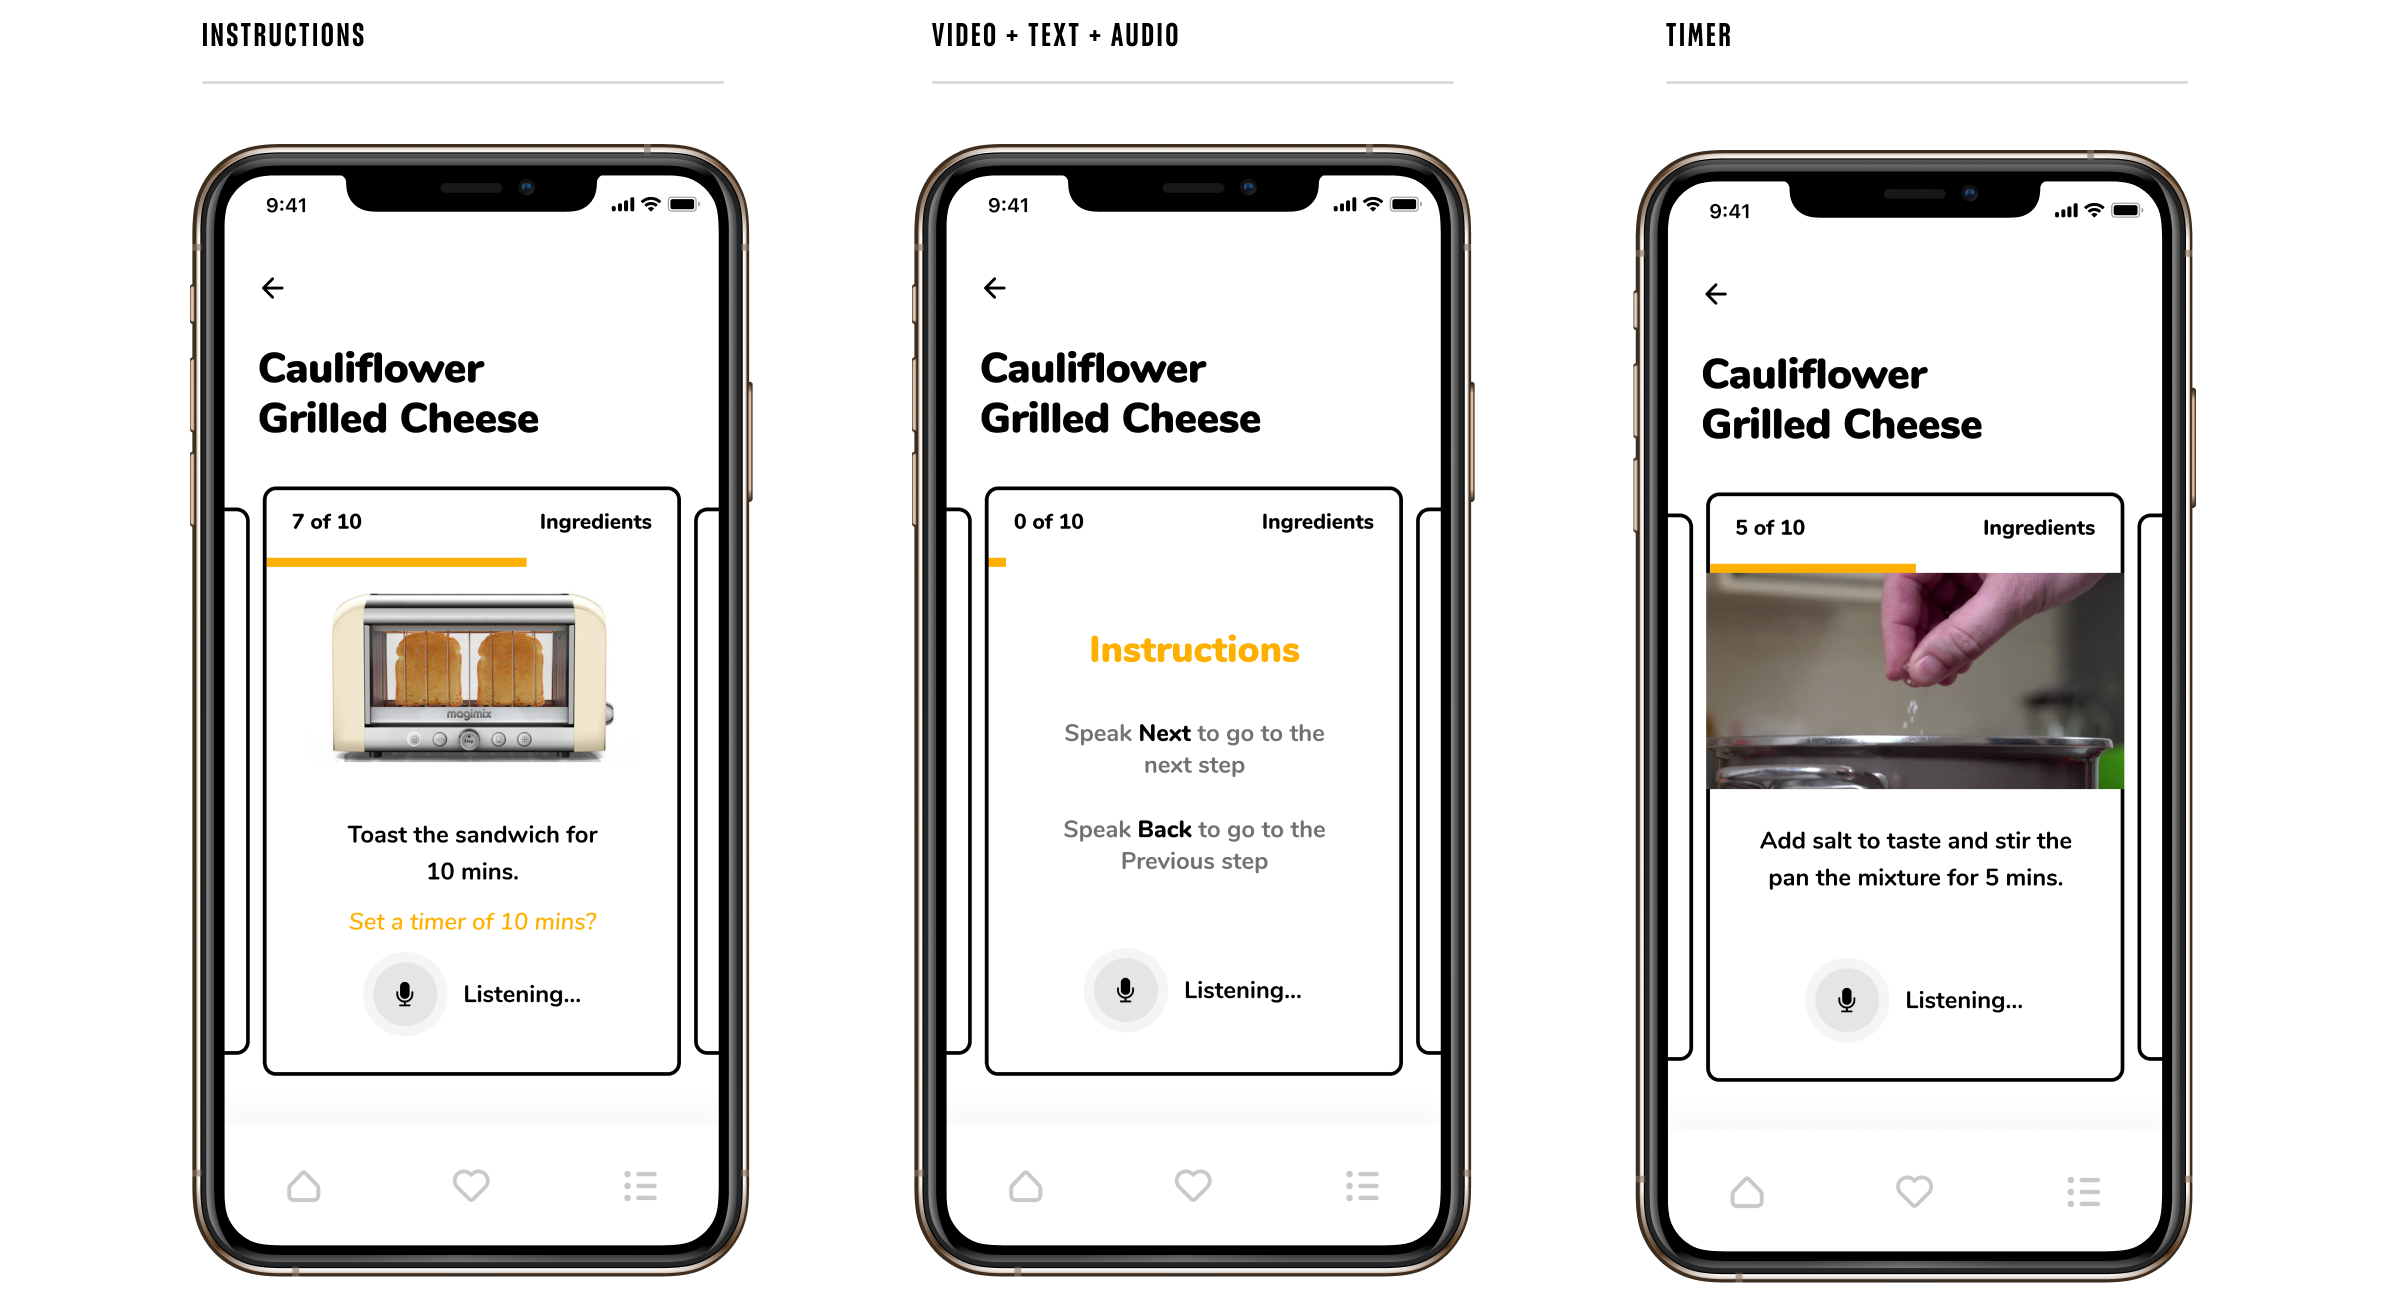 INSTRUCTIONS
VIDEO + TEXT + AUDIO
TIMER
9:41
Cauliflower
Grilled Cheese
7 of 10
Ingredients
magimix
Stop
Toast the sandwich for
10 mins.
Set a timer of 10 mins?
Listening...
9:41
Cauliflower
Grilled Cheese
0 of 10
Ingredients
Instructions
Speak Next to go to the
next step
Speak Back to go to the
Previous step
Listening...
9:41
Cauliflower
Grilled Cheese
5 of 10
Ingredients
Add salt to taste and stir the
pan the mixture for 5 mins.
Listening...